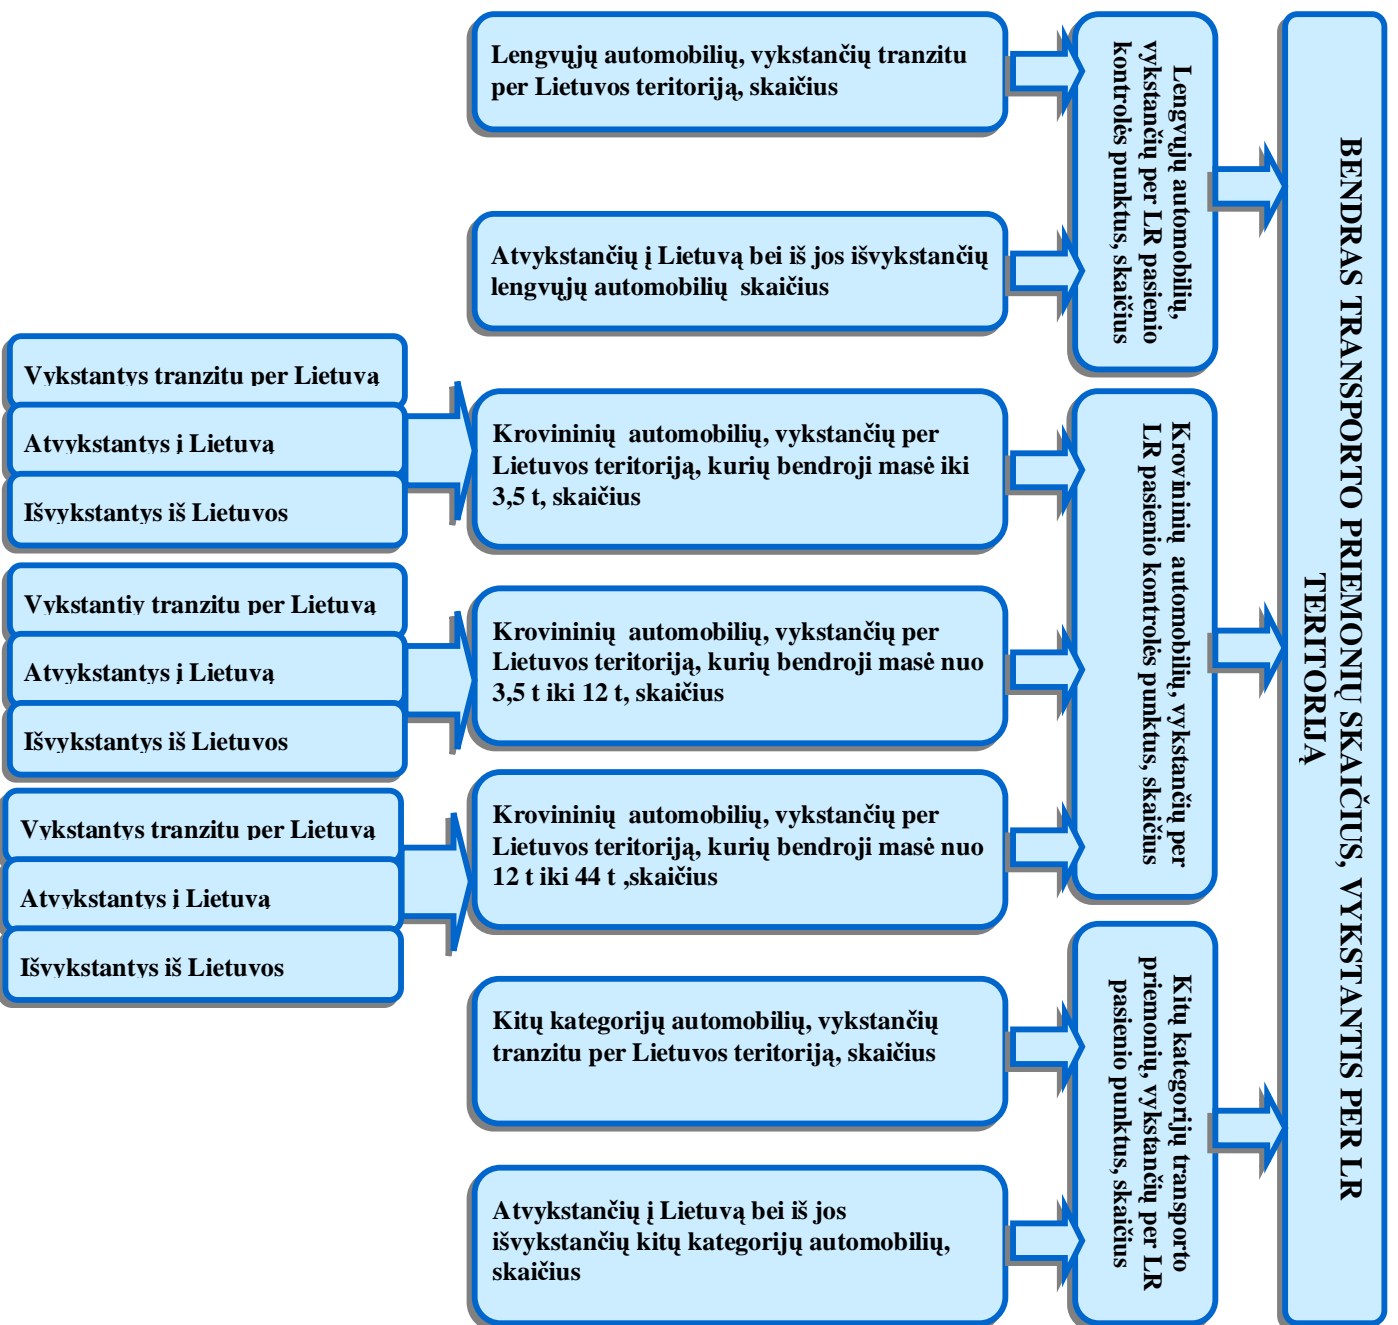 Lengvųjų automobilių, vykstančių tranzitu
per Lietuvos teritoriją, skaičius
Atvykstančių į Lietuvą bei iš jos išvykstančių
lengvųjų automobilių skaičius
Lengvųjų automobilių,
vykstančių per LR pasienio
kontrolės punktus, skaičius
Vykstantys tranzitu per Lietuvą
Atvykstantys į Lietuvą
Išvykstantys iš Lietuvos
Krovininių automobilių, vykstančių per
Lietuvos teritoriją, kurių bendroji masė iki
3,5 t, skaičius
Vykstantiy tranzitu per Lietuvą
Atvykstantys į Lietuvą
Išvykstantys iš Lietuvos
Krovininių automobilių, vykstančių per
Lietuvos teritoriją, kurių bendroji masė nuo
3,5 t iki 12 t, skaičius
Vykstantys tranzitu per Lietuvą
Atvykstantys į Lietuvą
Išvykstantys iš Lietuvos
Krovininių automobilių, vykstančių per
Lietuvos teritoriją, kurių bendroji masė nuo
12 t iki 44 t ,skaičius
Krovininių automobilių, vykstančių per
LR pasienio kontrolės punktus, skaičius
Kitų kategorijų automobilių, vykstančių
tranzitu per Lietuvos teritoriją, skaičius
Atvykstančių į Lietuvą bei iš jos
išvykstančių kitų kategorijų automobilių,
skaičius
Kitų kategorijų transporto
priemonių, vykstančių per LR
pasienio punktus, skaičius
BENDRAS TRANSPORTO PRIEMONIŲ SKAIČIUS, VYKSTANTIS PER LR
TERITORIJĄ